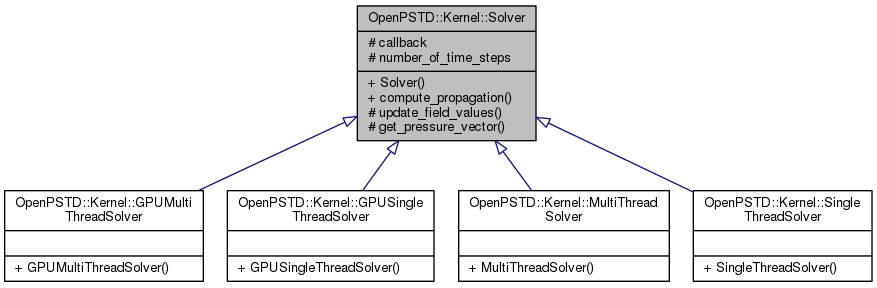 OpenPSTD::Kernel::Solver
# callback
# number_of_time_steps
+ Solver()
+ compute_propagation()
# update_field_values()
# get_pressure_vector()
OpenPSTD::Kernel::GPUMulti
ThreadSolver
+ GPUMultiThreadSolver()
OpenPSTD::Kernel::GPUSingle
ThreadSolver
+ GPUSingleThreadSolver()
OpenPSTD::Kernel::MultiThread
Solver
+ MultiThreadSolver()
OpenPSTD::Kernel::Single
ThreadSolver
+ SingleThreadSolver()